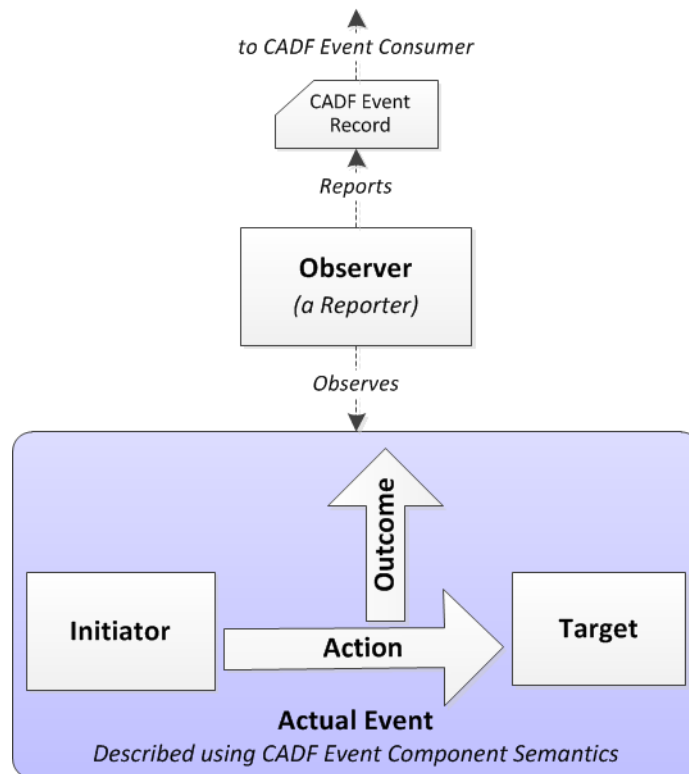 to CADF Event Consumer
CADF Event
Record
Reports
Observer
(a Reporter)
Observes
Outcome
Initiator
Action
Target
Actual Event
Described using CADF Event Component Semantics